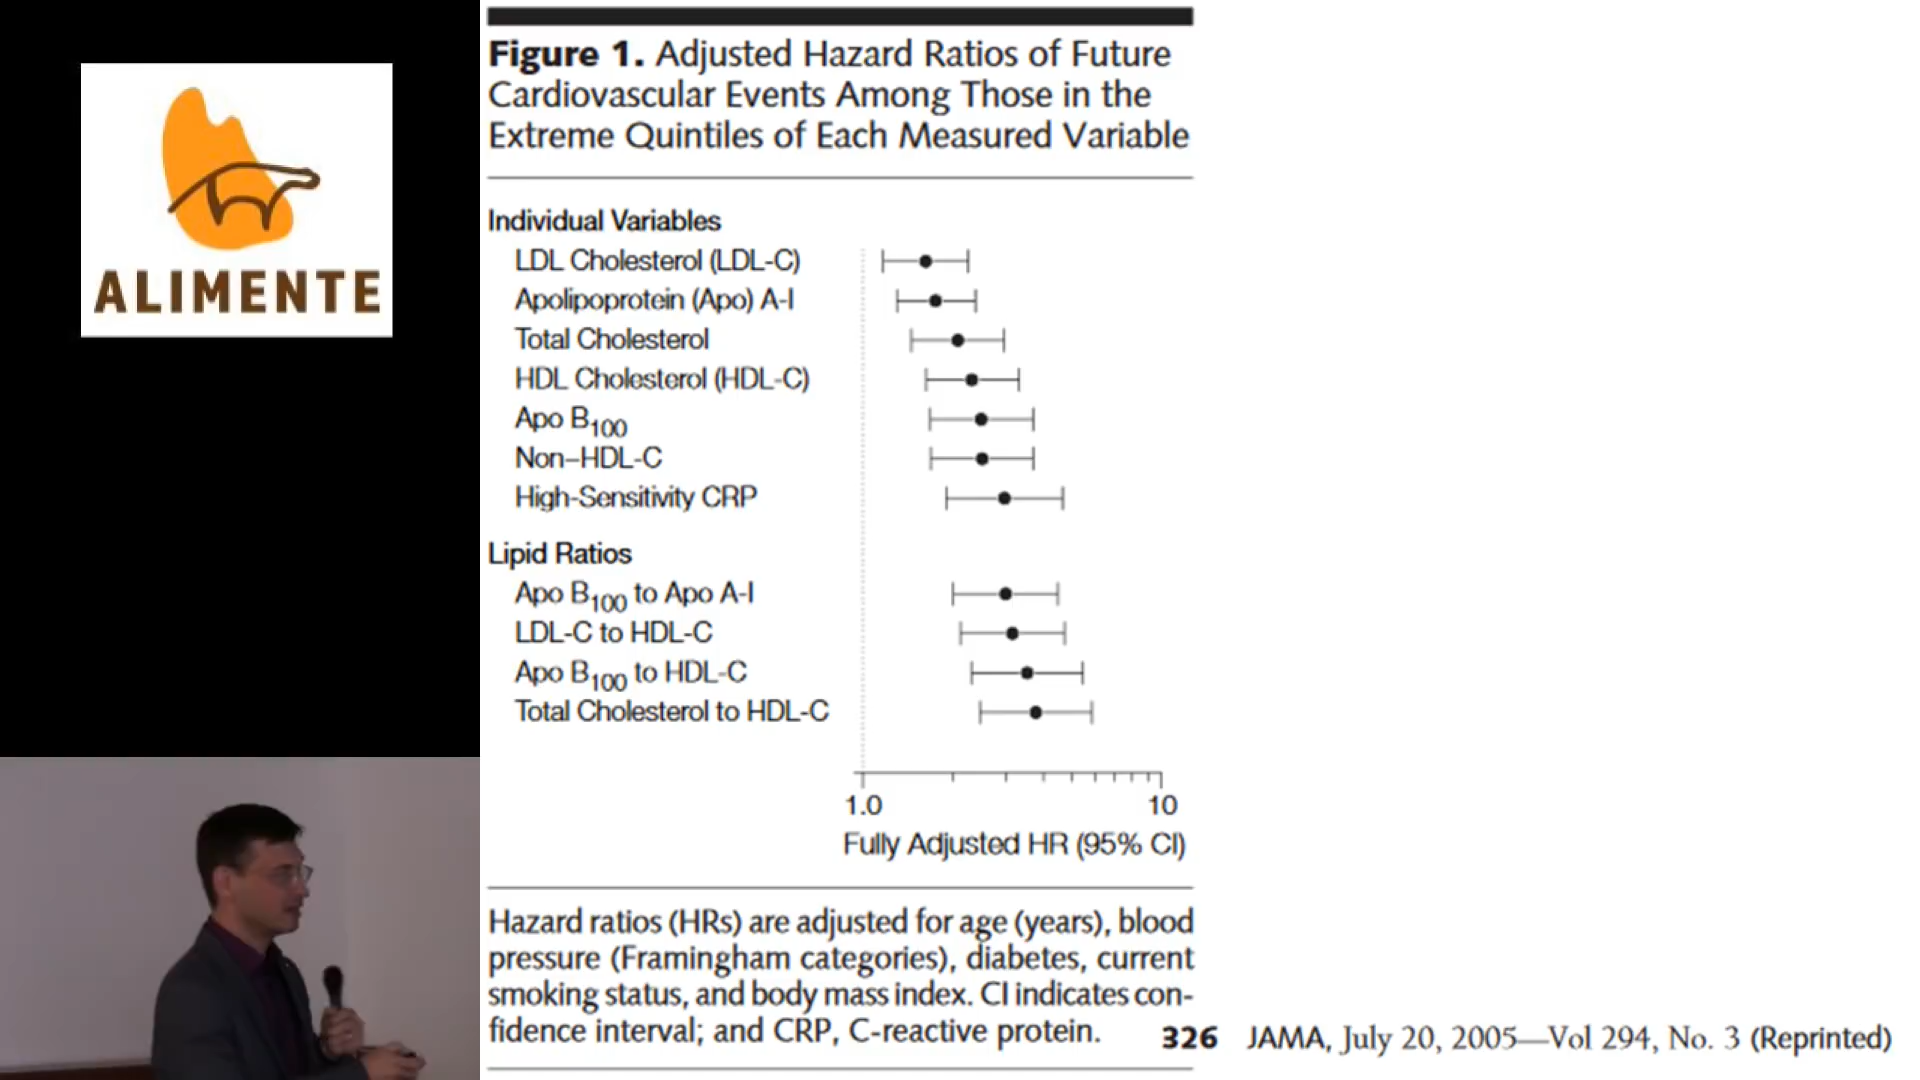 ALIMENTE
Figure 1. Adjusted Hazard Ratios of Future
Cardiovascular Events Among Those in the
Extreme Quintiles of Each Measured Variable
Individual Variables
LDL Cholesterol (LDL-C)
Apolipoprotein (Apo) A-I
Total Cholesterol
HDL Cholesterol (HDL-C)
Apo B100
Non–HDL-C
High-Sensitivity CRP
Lipid Ratios
Apo B100 to Apo A-I
LDL-C to HDL-C
Apo B100 to HDL-C
Total Cholesterol to HDL-C
1.0 10
Fully Adjusted HR (95% CI)
Hazard ratios (HRs) are adjusted for age (years), blood
pressure (Framingham categories), diabetes, current
smoking status, and body mass index. CI indicates con-
fidence interval; and CRP, C-reactive protein.
326 JAMA, July 20, 2005—Vol 294, No. 3 (Reprinted)